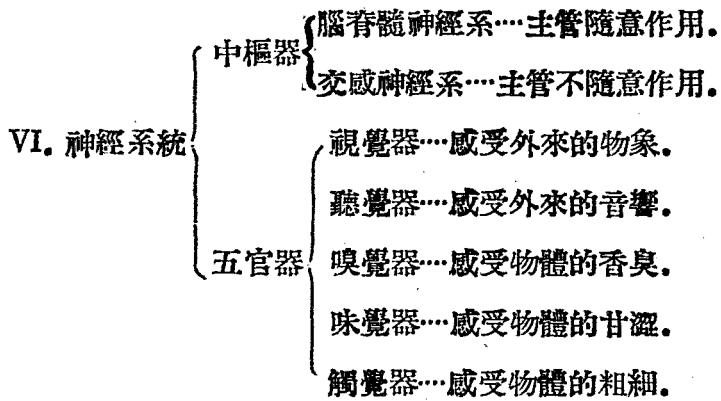 腦脊髓神經系····主管隨意作用.
中樞器
交感神經系····主管不隨意作用.
VI. 神經系統
視覺器····感受外來的物象.
聽覺器····感受外來的音響.
五官器
嗅覺器····感受物體的香臭.
味覺器····感受物體的甘澀.
觸覺器····感受物體的粗細.